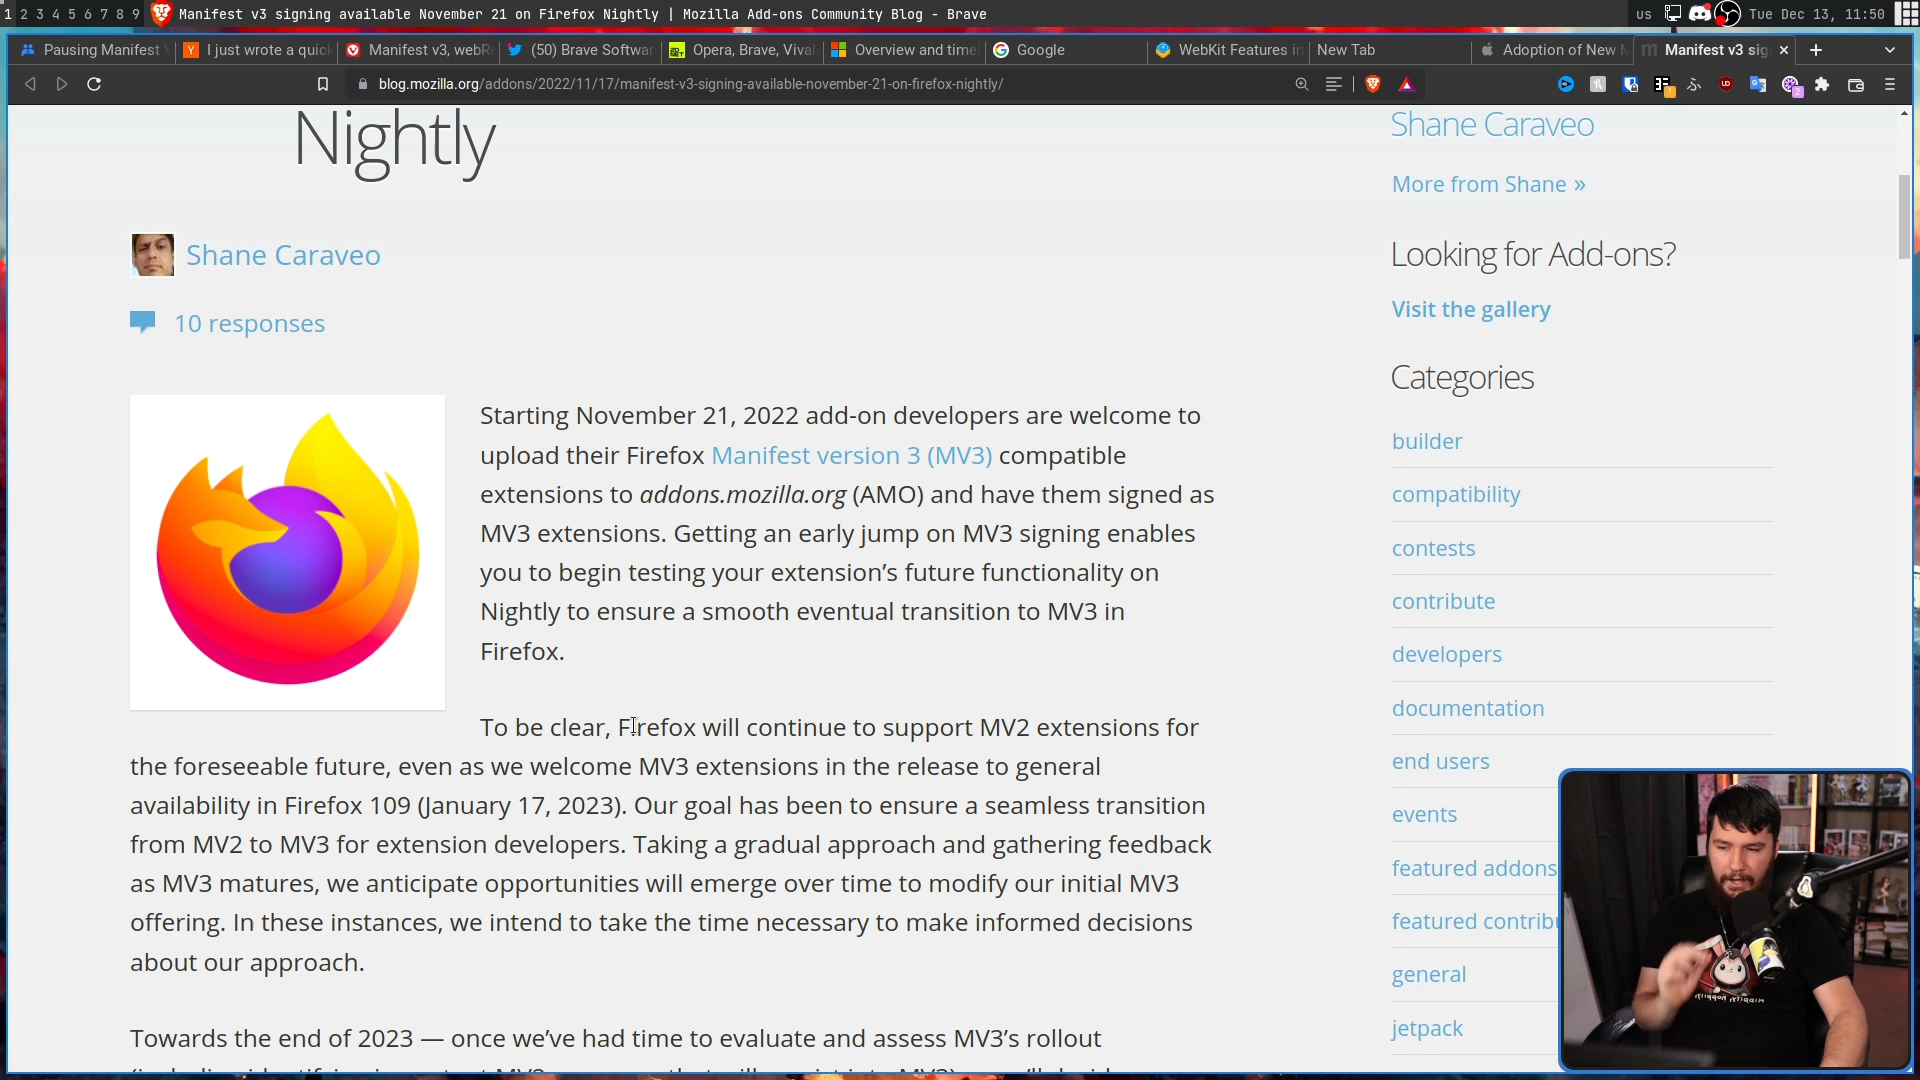 1 2 3 4 5 6 7 8 9 Manifest v3 signing available November 21 on Firefox Nightly | Mozilla Add-ons Community Blog - Brave us Tue Dec 13, 11:50
Pausing Manifest I just wrote a quic Manifest v3, webR (50) Brave Softwar Opera, Brave, Viva Overview and time Google WebKit Features in New Tab Adoption of New Manifest v3 sig
blog.mozilla.org/addons/2022/11/17/manifest-v3-signing-available-november-21-on-firefox-nightly/
Nightly
Shane Caraveo
10 responses
Starting November 21, 2022 add-on developers are welcome to
upload their Firefox Manifest version 3 (MV3) compatible
extensions to addons.mozilla.org (AMO) and have them signed as
MV3 extensions. Getting an early jump on MV3 signing enables
you to begin testing your extension’s future functionality on
Nightly to ensure a smooth eventual transition to MV3 in
Firefox.
To be clear, Firefox will continue to support MV2 extensions for
the foreseeable future, even as we welcome MV3 extensions in the release to general
availability in Firefox 109 (January 17, 2023). Our goal has been to ensure a seamless transition
from MV2 to MV3 for extension developers. Taking a gradual approach and gathering feedback
as MV3 matures, we anticipate opportunities will emerge over time to modify our initial MV3
offering. In these instances, we intend to take the time necessary to make informed decisions
about our approach.
Towards the end of 2023 — once we’ve had time to evaluate and assess MV3’s rollout
Shane Caraveo
More from Shane »
Looking for Add-ons?
Visit the gallery
Categories
builder
compatibility
contests
contribute
developers
documentation
end users
events
featured addons
featured contribu
general
jetpack